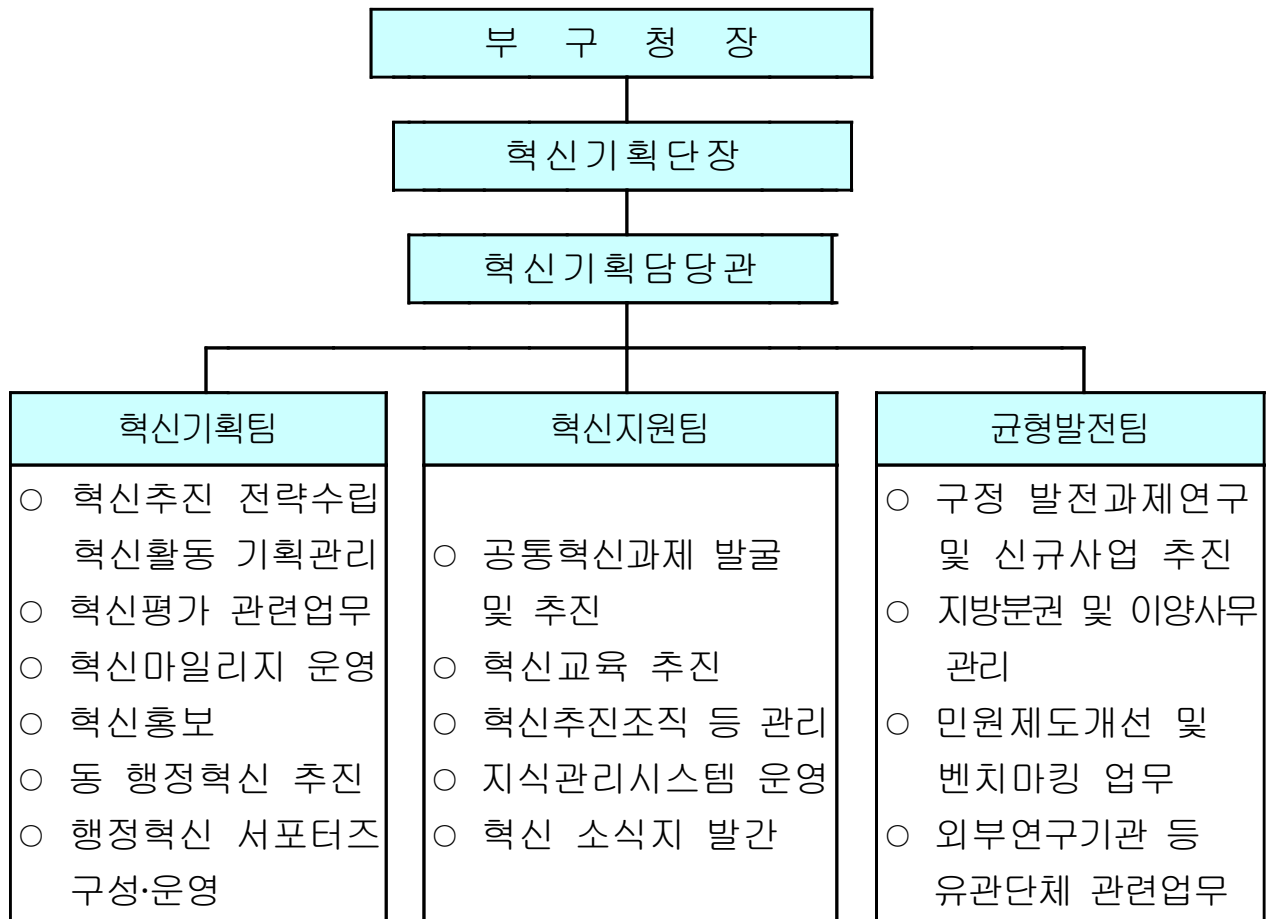 부 구 청 장
혁신기획단장
혁신기획담당관
혁신기획팀
○ 혁신추진 전략수립
혁신활동 기획관리
○ 혁신평가 관련업무
○ 혁신마일리지 운영
○ 혁신홍보
○ 동 행정혁신 추진
○ 행정혁신 서포터즈
구성·운영
혁신지원팀
○ 공통혁신과제 발굴
및 추진
○ 혁신교육 추진
○ 혁신추진조직 등 관리
○ 지식관리시스템 운영
○ 혁신 소식지 발간
균형발전팀
○ 구정 발전과제연구
및 신규사업 추진
○ 지방분권 및 이양사무
관리
○ 민원제도개선 및
벤치마킹 업무
○ 외부연구기관 등
유관단체 관련업무